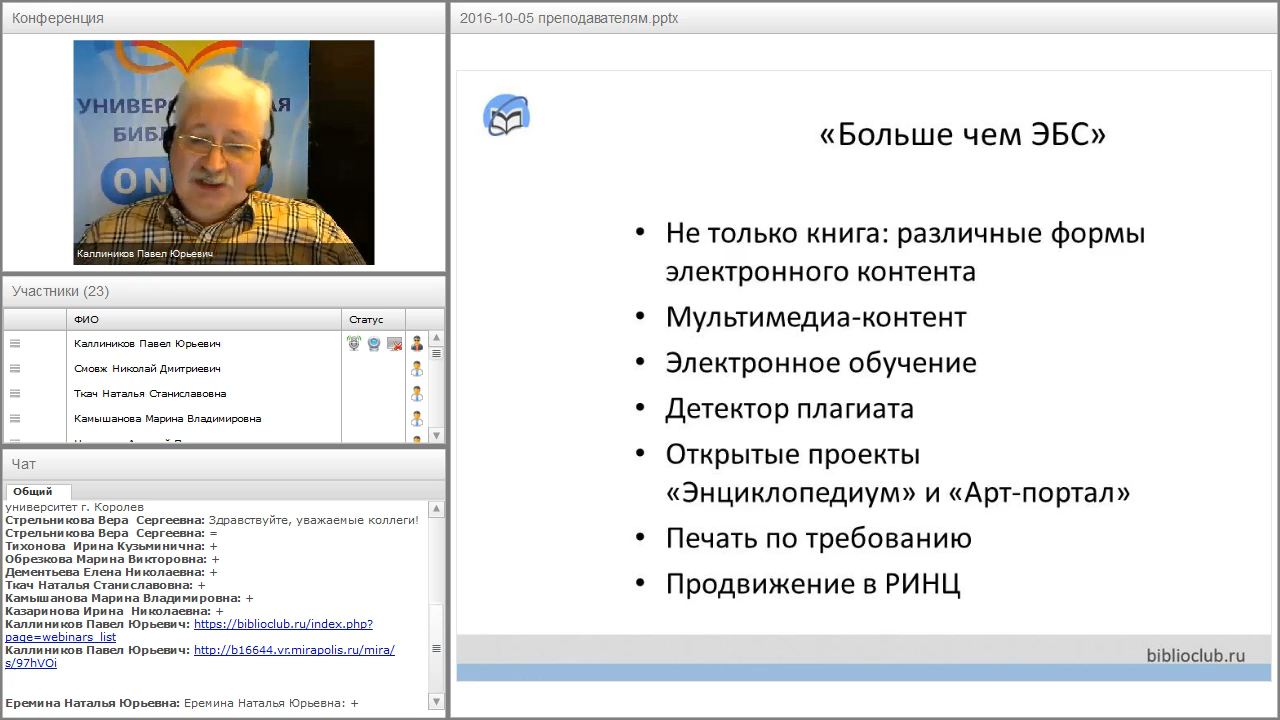 Конференция
УНИВЕР АЯ
БИБЛ
ON
Каллиников Павел Юрьевич
Участники (23)
ФИО Статус
Каллиников Павел Юрьевич
Смовж Николай Дмитриевич
Ткач Наталья Станиславовна
Камышанова Марина Владимировна
Чат
Общий
университет г. Королев
Стрельникова Вера Сергеевна: Здравствуйте, уважаемые коллеги!
Стрельникова Вера Сергеевна: =
Тихонова Ирина Кузьминична: +
Обрезкова Марина Викторовна: +
Дементьева Елена Николаевна: +
Ткач Наталья Станиславовна: +
Камышанова Марина Владимировна: +
Казаринова Ирина Николаевна: +
Каллиников Павел Юрьевич: https://biblioclub.ru/index.php?
page=webinars_list
Каллиников Павел Юрьевич: http://b16644.vr.mirapolis.ru/mira/
s/97hVOi
Еремина Наталья Юрьевна: Еремина Наталья Юрьевна: +
2016-10-05 преподавателям.pptx
«Больше чем ЭБС»
• Не только книга: различные формы
электронного контента
• Мультимедиа-контент
• Электронное обучение
• Детектор плагиата
• Открытые проекты
«Энциклопедиум» и «Арт-портал»
• Печать по требованию
• Продвижение в РИНЦ
biblioclub.ru